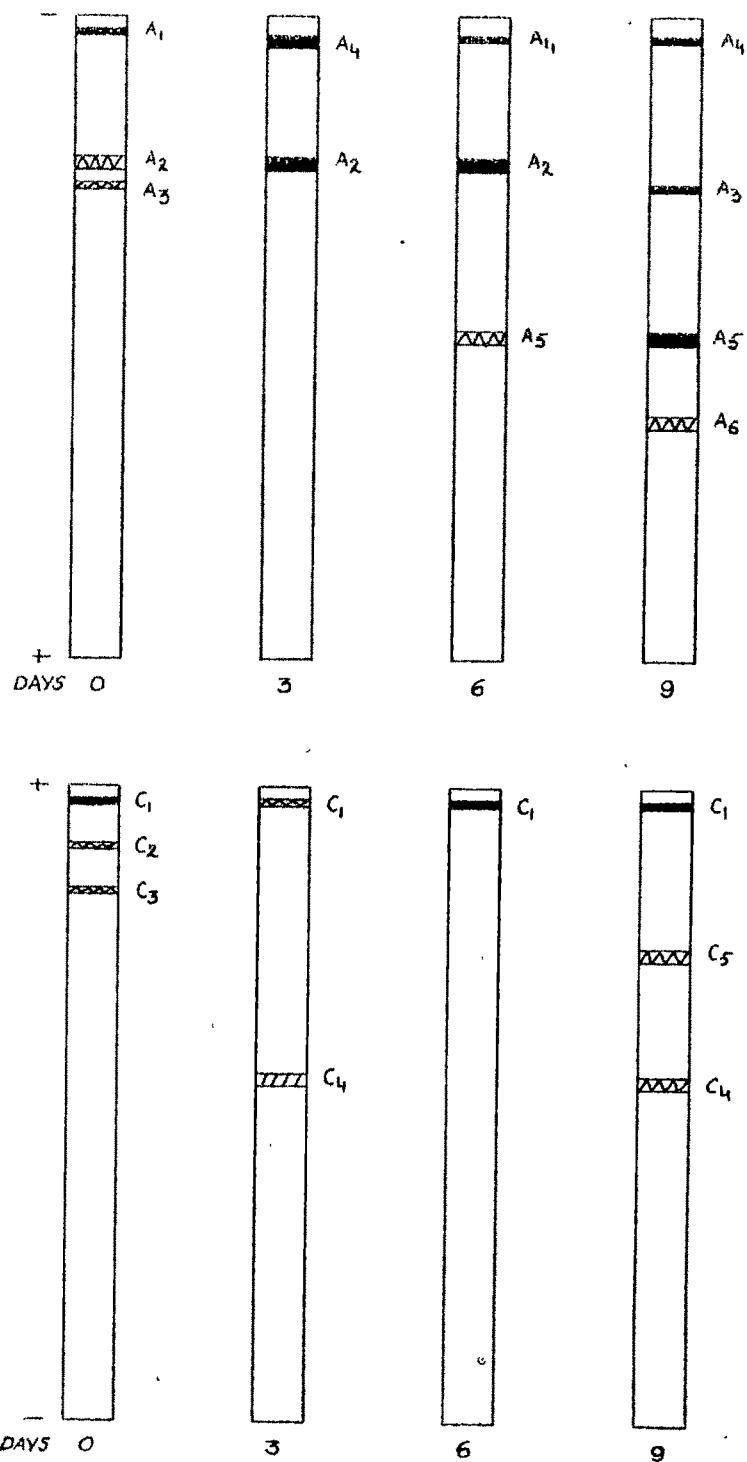 −
A₁ A₄ A₁₁ A₄
A₂ A₂ A₂
A₃ A₃
A₅ A₅
A₆
+
DAYS 0 3 6 9
+
C₁ C₁ C₁ C₁
C₂
C₃
C₅
C₄ C₄
−
DAYS 0 3 6 9